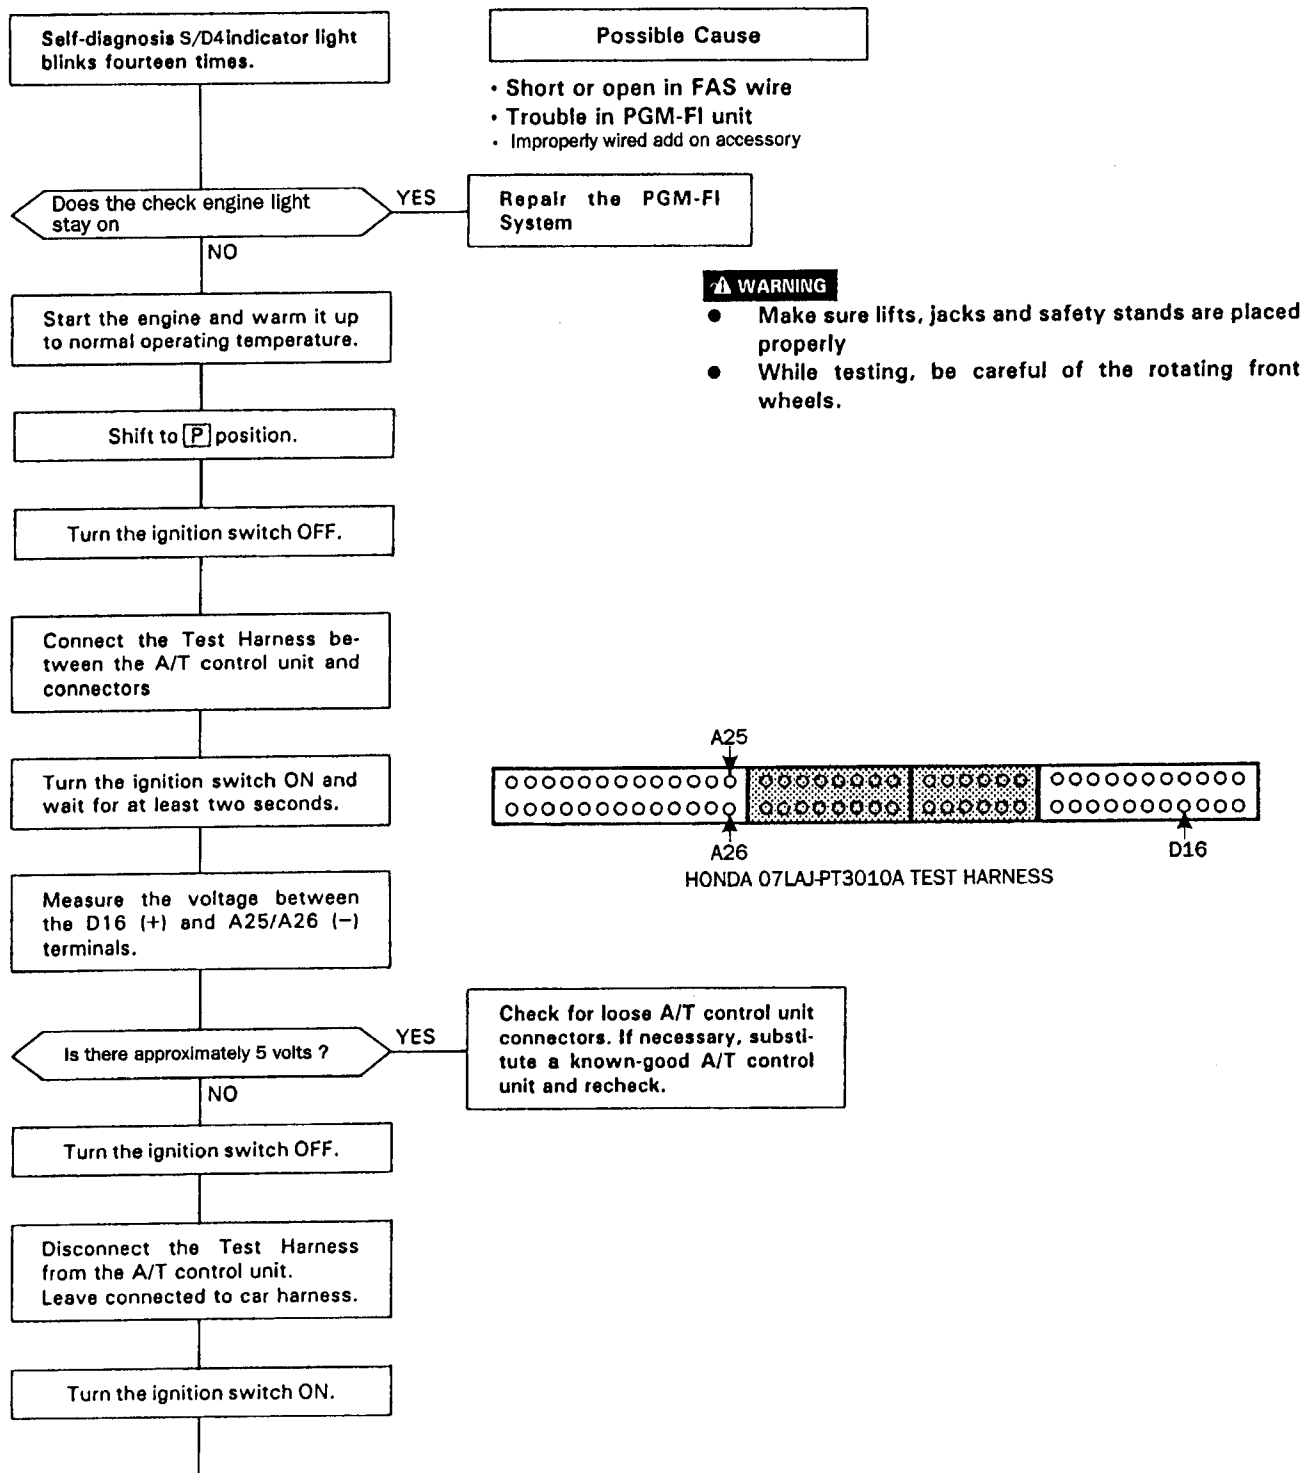 Self-diagnosis S/D4indicator light
blinks fourteen times.
Possible Cause
• Short or open in FAS wire
• Trouble in PGM-FI unit
• Improperly wired add on accessory
Does the check engine light
stay on
YES
Repair the PGM-FI
System
NO
⚠ WARNING
● Make sure lifts, jacks and safety stands are placed
properly
● While testing, be careful of the rotating front
wheels.
Start the engine and warm it up
to normal operating temperature.
Shift to P position.
Turn the ignition switch OFF.
Connect the Test Harness be-
tween the A/T control unit and
connectors
Turn the ignition switch ON and
wait for at least two seconds.
A25
A26
D16
HONDA 07LAJ-PT3010A TEST HARNESS
Measure the voltage between
the D16 (+) and A25/A26 (−)
terminals.
Is there approximately 5 volts ?
YES
Check for loose A/T control unit
connectors. If necessary, substi-
tute a known-good A/T control
unit and recheck.
NO
Turn the ignition switch OFF.
Disconnect the Test Harness
from the A/T control unit.
Leave connected to car harness.
Turn the ignition switch ON.